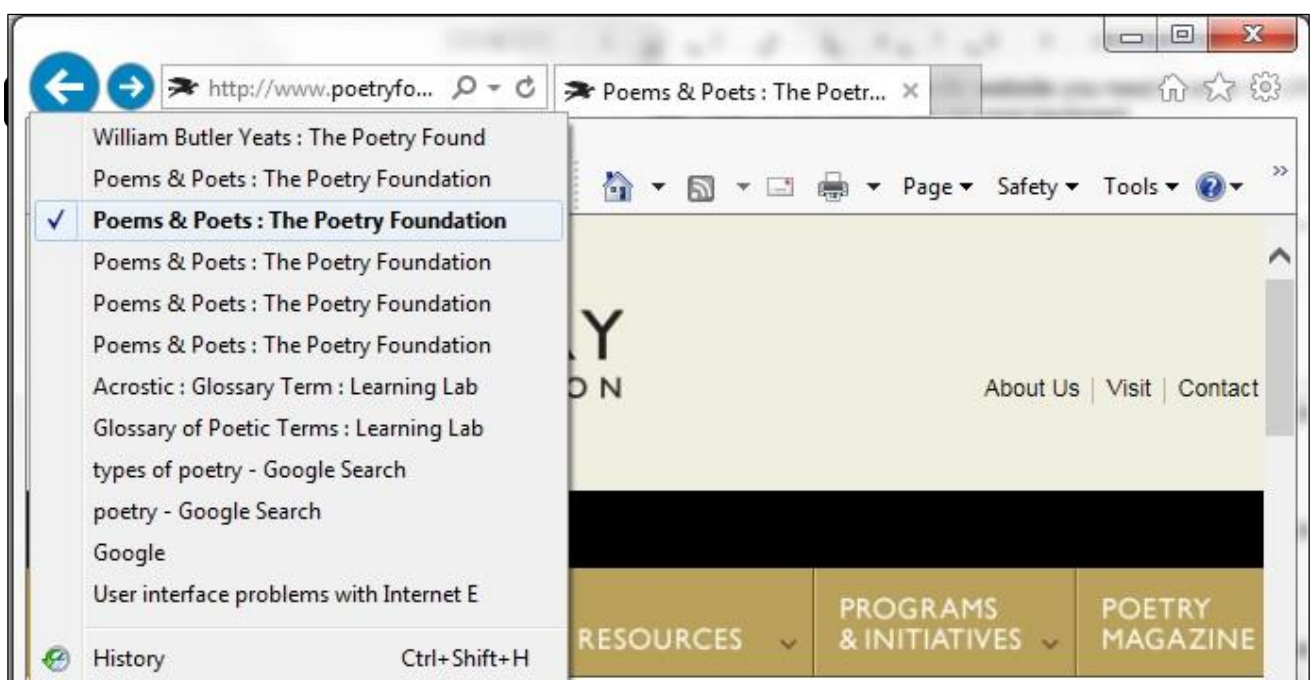 http://www.poetryfo...
Poems & Poets : The Poetr...
William Butler Yeats : The Poetry Found
Poems & Poets : The Poetry Foundation
Poems & Poets : The Poetry Foundation
Poems & Poets : The Poetry Foundation
Poems & Poets : The Poetry Foundation
Poems & Poets : The Poetry Foundation
Acrostic : Glossary Term : Learning Lab
Glossary of Poetic Terms : Learning Lab
types of poetry - Google Search
poetry - Google Search
Google
User interface problems with Internet E
History Ctrl+Shift+H
Page Safety Tools
Y
ON
About Us | Visit | Contact
RESOURCES
PROGRAMS
& INITIATIVES
POETRY
MAGAZINE